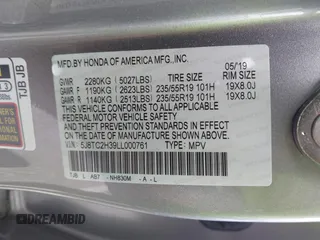 TJB JB
MFD. BY HONDA OF AMERICA MFG., INC. 05/19
GVWR 2280KG (5027LBS) TIRE SIZE RIM SIZE
GAWR F 1190KG (2623LBS) 235/55R19 101H 19X8.0J
GAWR R 1140KG (2513LBS) 235/55R19 101H 19X8.0J
THIS VEHICLE CONFORMS TO ALL APPLICABLE
FEDERAL MOTOR VEHICLE SAFETY
AND THEFT PREVENTION STANDARDS IN EFFECT
ON THE DATE OF MANUFACTURE SHOWN ABOVE.
VIN: 5J8TC2H39LL000761 TYPE: MPV
TJB L AB7 NH830M -A-L
DREAMBID